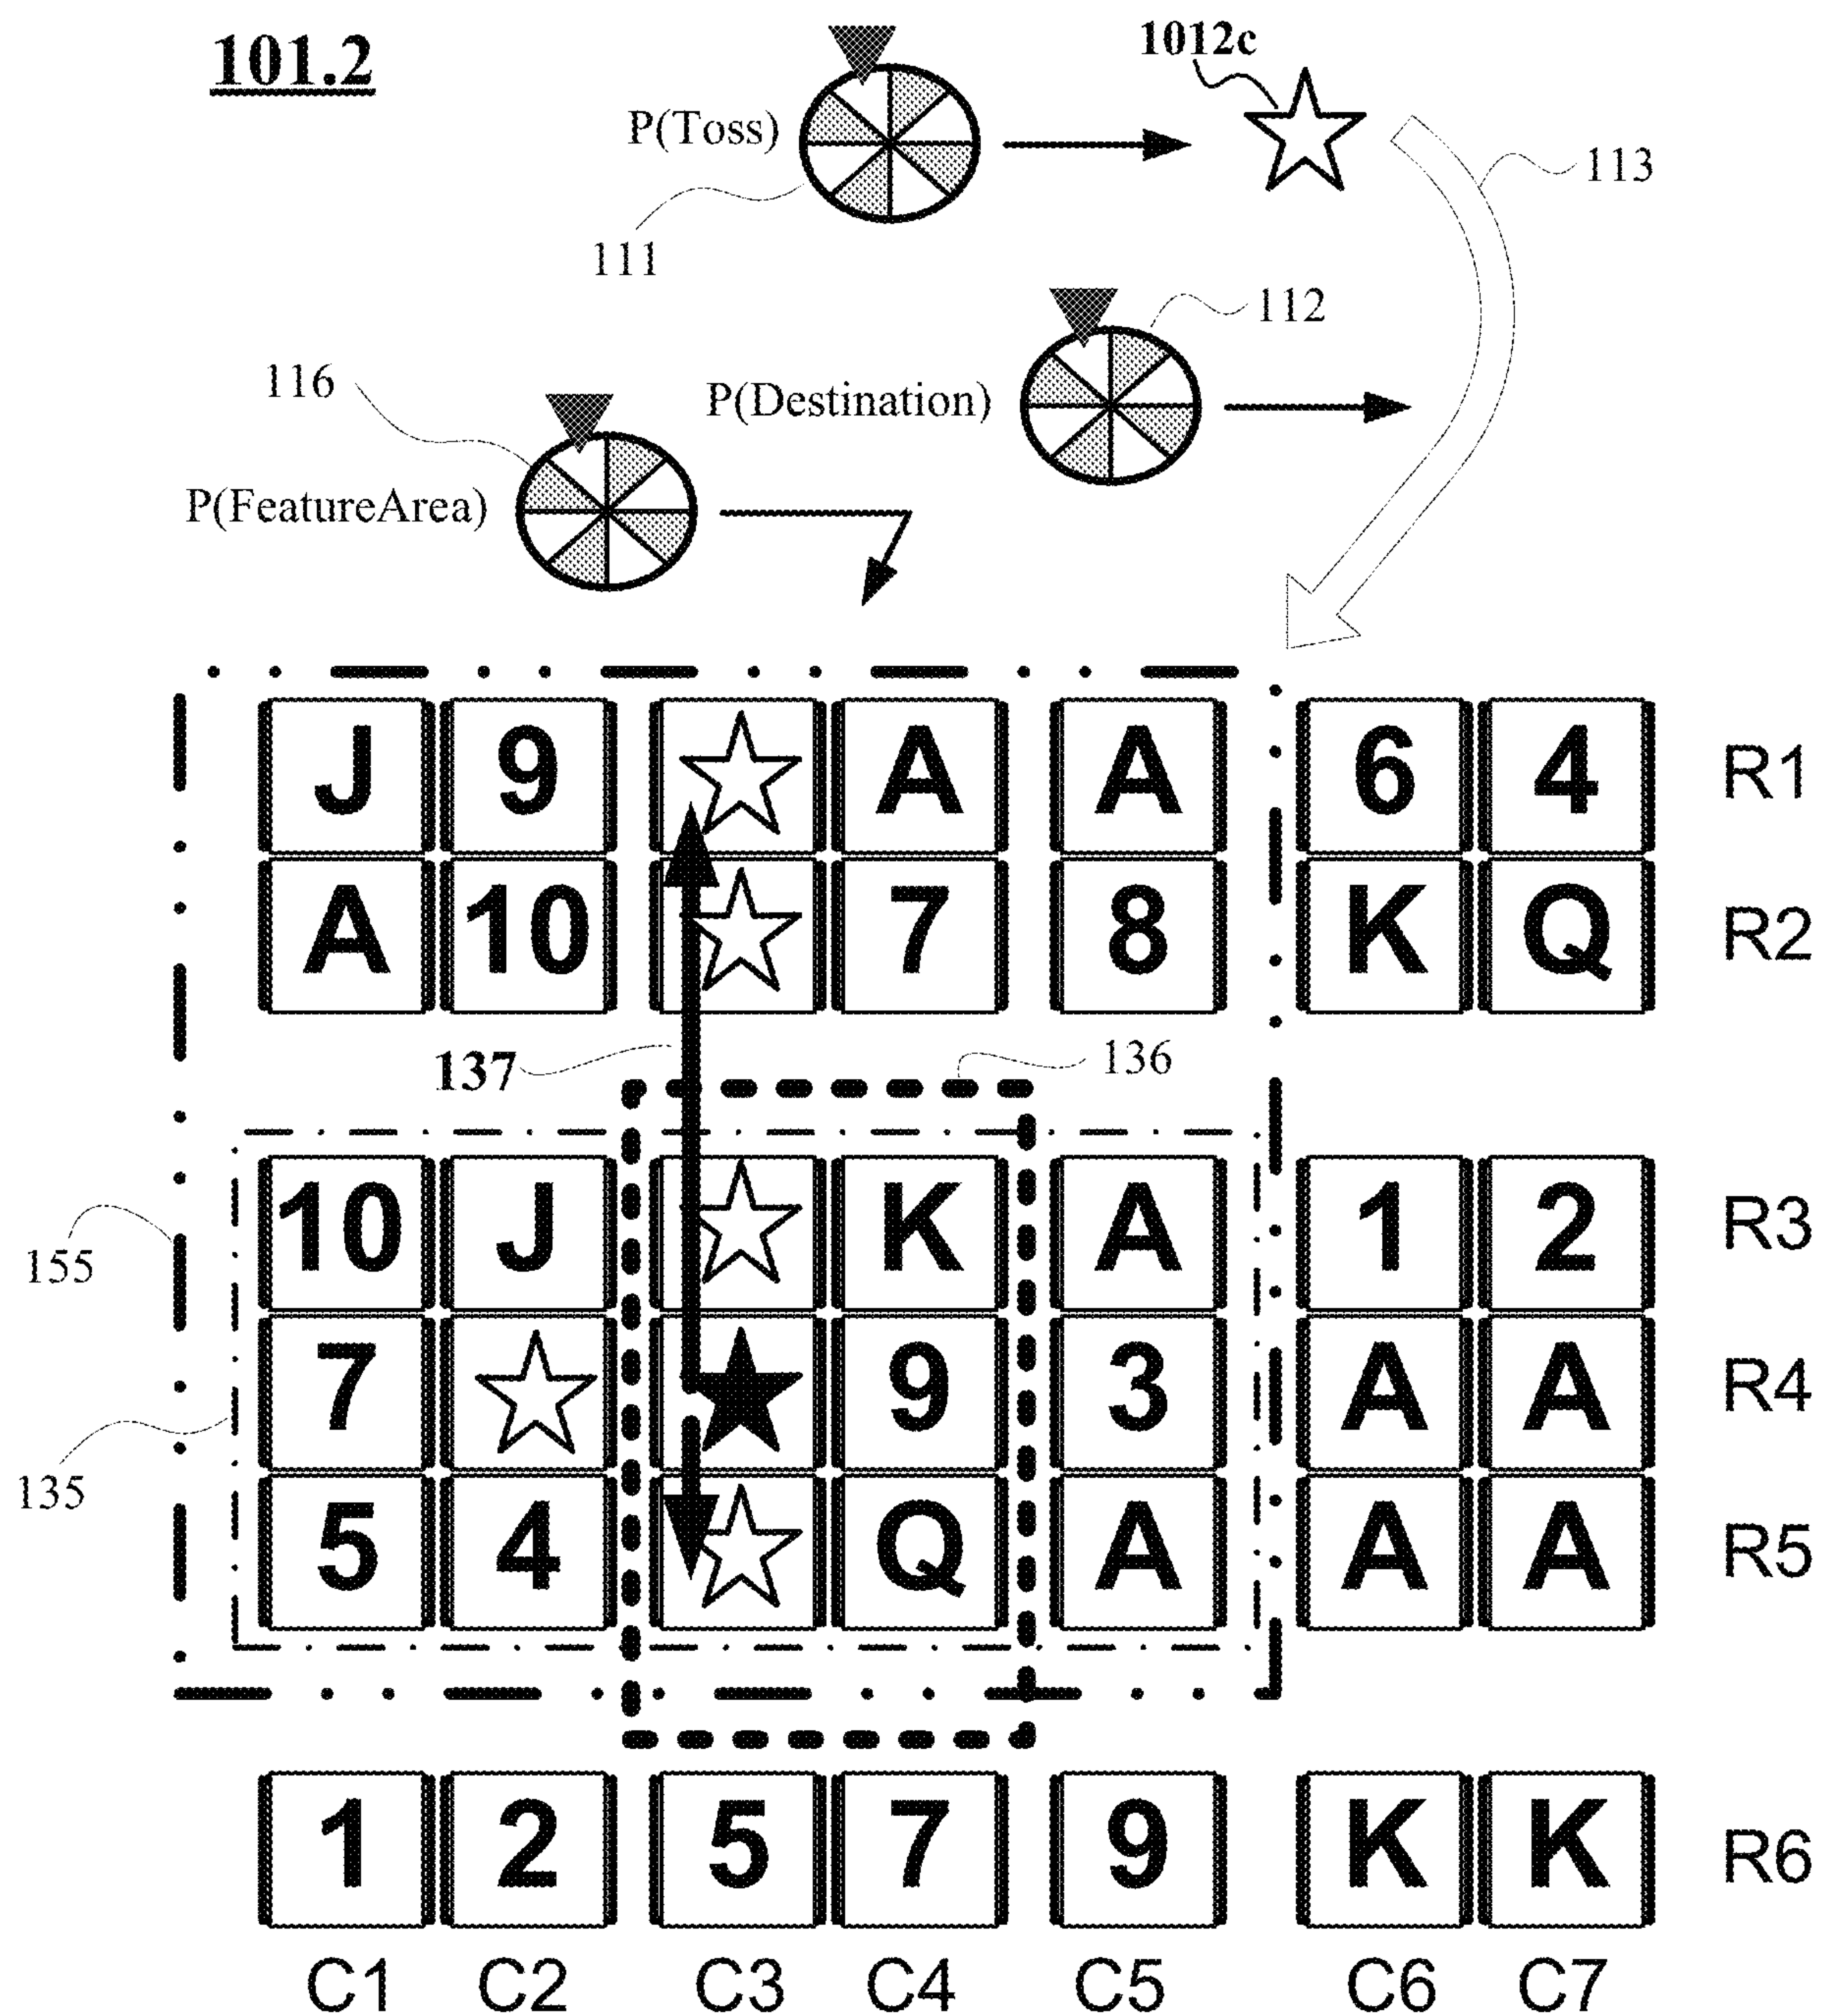 101.2
1012c
P(Toss)
113
111
112
116
P(Destination)
P(FeatureArea)
J 9 A A 6 4 R1
A 10 7 8 K Q R2
137 136
10 J K A 1 2 R3
155
7 9 3 A A R4
135
5 4 Q A A A R5
1 2 5 7 9 K K R6
C1 C2 C3 C4 C5 C6 C7